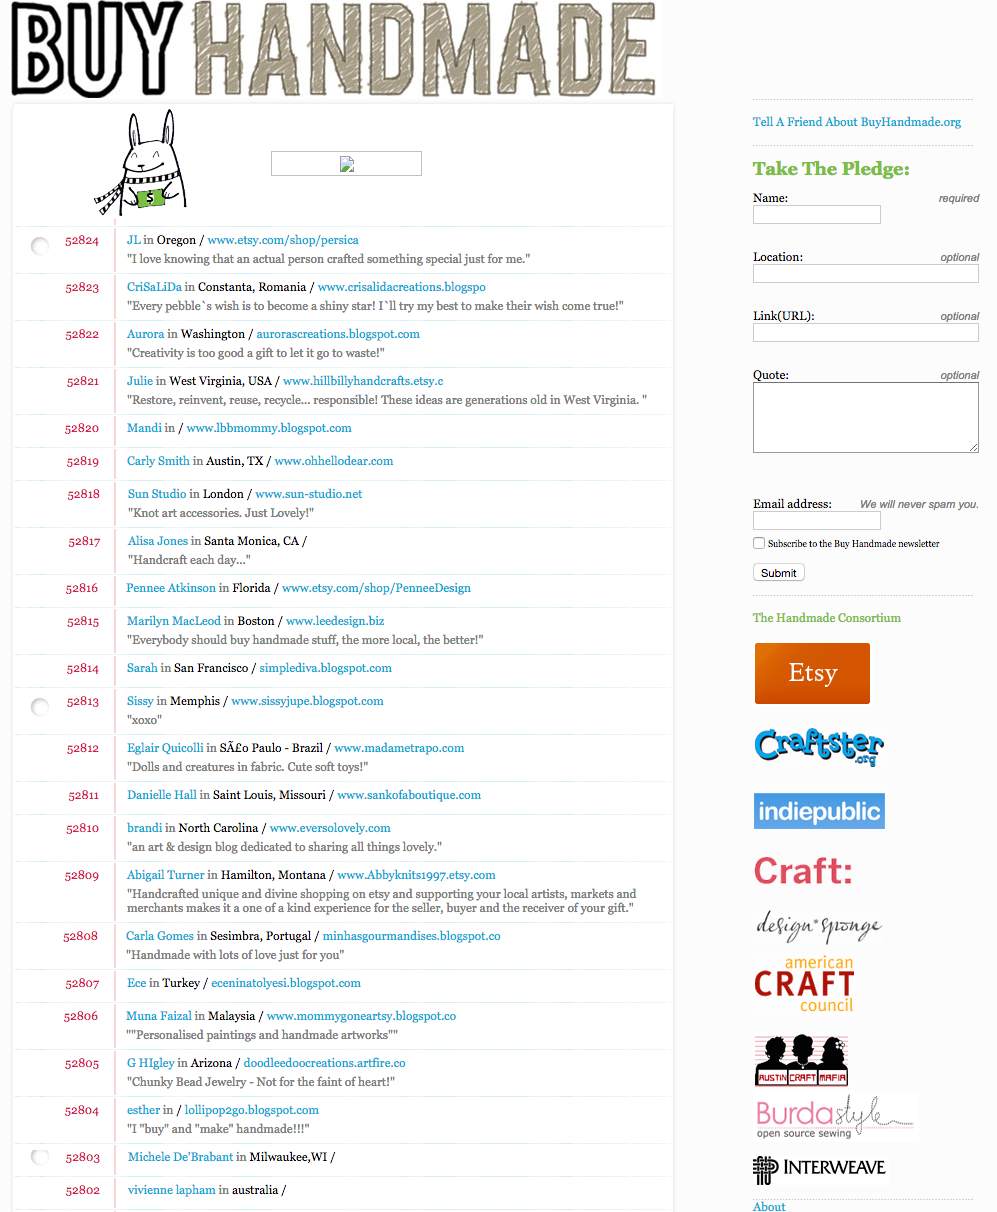 BUY HANDMADE
$
52824 JL in Oregon / www.etsy.com/shop/persica
"I love knowing that an actual person crafted something special just for me."
52823 CriSaLiDa in Constanta, Romania / www.crisalidacreations.blogspo
"Every pebble`s wish is to become a shiny star! I`ll try my best to make their wish come true!"
52822 Aurora in Washington / aurorascreations.blogspot.com
"Creativity is too good a gift to let it go to waste!"
52821 Julie in West Virginia, USA / www.hillbillyhandcrafts.etsy.c
"Restore, reinvent, reuse, recycle... responsible! These ideas are generations old in West Virginia. "
52820 Mandi in / www.lbbmommy.blogspot.com
52819 Carly Smith in Austin, TX / www.ohhellodear.com
52818 Sun Studio in London / www.sun-studio.net
"Knot art accessories. Just Lovely!"
52817 Alisa Jones in Santa Monica, CA /
"Handcraft each day..."
52816 Pennee Atkinson in Florida / www.etsy.com/shop/PenneeDesign
52815 Marilyn MacLeod in Boston / www.leedesign.biz
"Everybody should buy handmade stuff, the more local, the better!"
52814 Sarah in San Francisco / simplediva.blogspot.com
52813 Sissy in Memphis / www.sissyjupe.blogspot.com
"xoxo"
52812 Eglair Quicolli in SÃ£o Paulo - Brazil / www.madametrapo.com
"Dolls and creatures in fabric. Cute soft toys!"
52811 Danielle Hall in Saint Louis, Missouri / www.sankofaboutique.com
52810 brandi in North Carolina / www.eversolovely.com
"an art & design blog dedicated to sharing all things lovely."
52809 Abigail Turner in Hamilton, Montana / www.Abbyknits1997.etsy.com
"Handcrafted unique and divine shopping on etsy and supporting your local artists, markets and
merchants makes it a one of a kind experience for the seller, buyer and the receiver of your gift."
52808 Carla Gomes in Sesimbra, Portugal / minhasgourmandises.blogspot.co
"Handmade with lots of love just for you"
52807 Ece in Turkey / eceninatolyesi.blogspot.com
52806 Muna Faizal in Malaysia / www.mommygoneartsy.blogspot.co
""Personalised paintings and handmade artworks""
52805 G HIgley in Arizona / doodleedoocreations.artfire.co
"Chunky Bead Jewelry - Not for the faint of heart!"
52804 esther in / lollipop2go.blogspot.com
"I "buy" and "make" handmade!!!"
52803 Michele De'Brabant in Milwaukee,WI /
52802 vivienne lapham in australia /
Tell A Friend About BuyHandmade.org
Take The Pledge:
Name: required
Location: optional
Link(URL): optional
Quote: optional
Email address: We will never spam you.
Subscribe to the Buy Handmade newsletter
Submit
The Handmade Consortium
Etsy
Craftster
.org
indiepublic
Craft:
design*sponge
american
CRAFT
council
AUSTIN CRAFT MAFIA
Burdastyle
open source sewing
INTERWEAVE
About